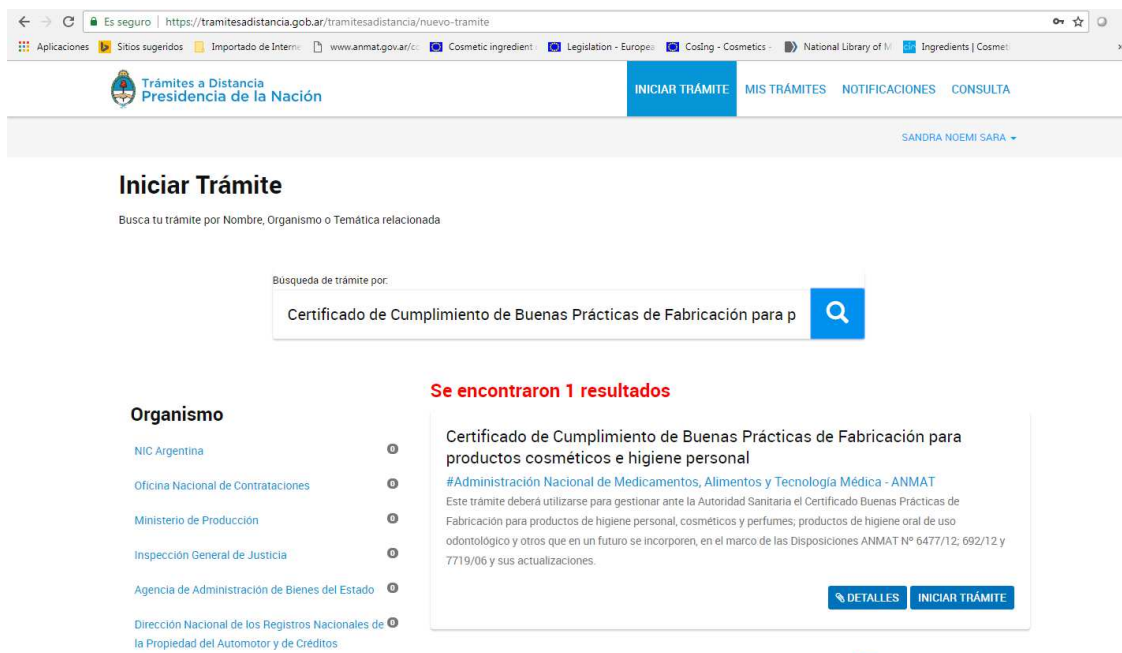 Es seguro | https://tramitesadistancia.gob.ar/tramitesadistancia/nuevo-tramite
Aplicaciones Sitios sugeridos Importado de Interne www.anmat.gov.ar/c Cosmetic ingredient Legislation - Europea CosIng - Cosmetics - National Library of M Ingredients | Cosmet
Trámites a Distancia
Presidencia de la Nación
INICIAR TRÁMITE MIS TRÁMITES NOTIFICACIONES CONSULTA
SANDRA NOEMI SARA
Iniciar Trámite
Busca tu trámite por Nombre, Organismo o Temática relacionada
Búsqueda de trámite por:
Certificado de Cumplimiento de Buenas Prácticas de Fabricación para p
Se encontraron 1 resultados
Organismo
NIC Argentina 0
Oficina Nacional de Contrataciones 0
Ministerio de Producción 0
Inspección General de Justicia 0
Agencia de Administración de Bienes del Estado 0
Dirección Nacional de los Registros Nacionales de 0
la Propiedad del Automotor y de Créditos
Certificado de Cumplimiento de Buenas Prácticas de Fabricación para
productos cosméticos e higiene personal
#Administración Nacional de Medicamentos, Alimentos y Tecnología Médica - ANMAT
Este trámite deberá utilizarse para gestionar ante la Autoridad Sanitaria el Certificado Buenas Prácticas de
Fabricación para productos de higiene personal, cosméticos y perfumes; productos de higiene oral de uso
odontológico y otros que en un futuro se incorporen, en el marco de las Disposiciones ANMAT Nº 6477/12; 692/12 y
7719/06 y sus actualizaciones.
DETALLES INICIAR TRÁMITE